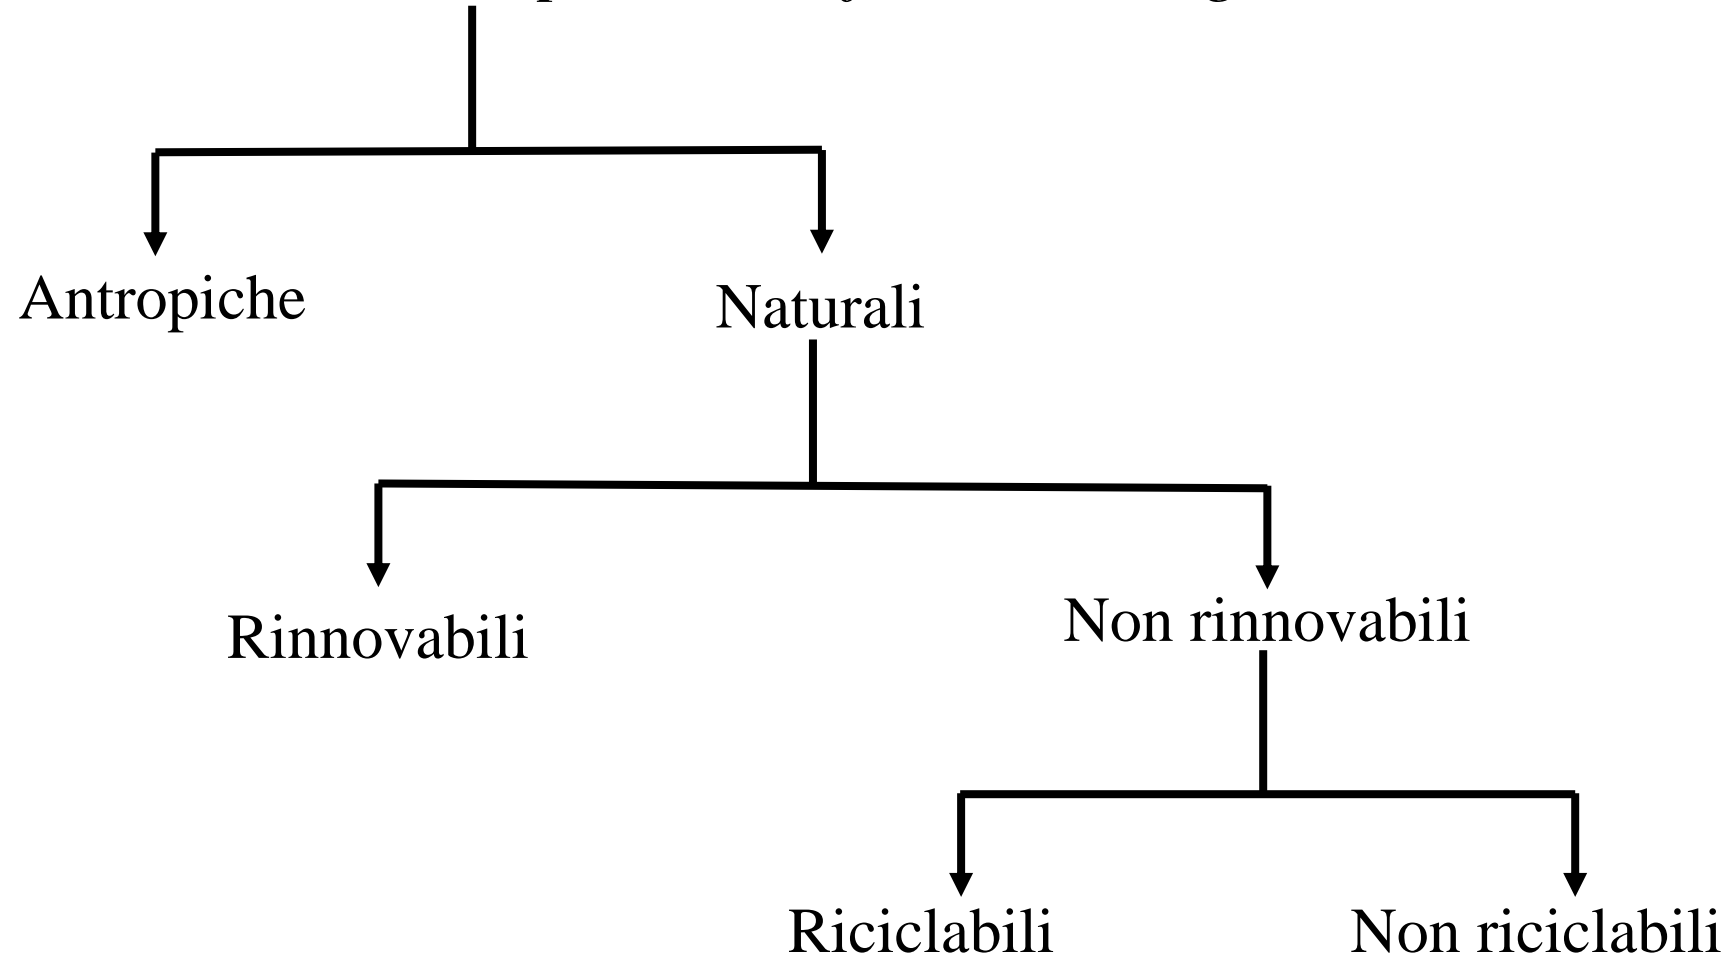 Antropiche
Naturali
Rinnovabili
Non rinnovabili
Riciclabili
Non riciclabili